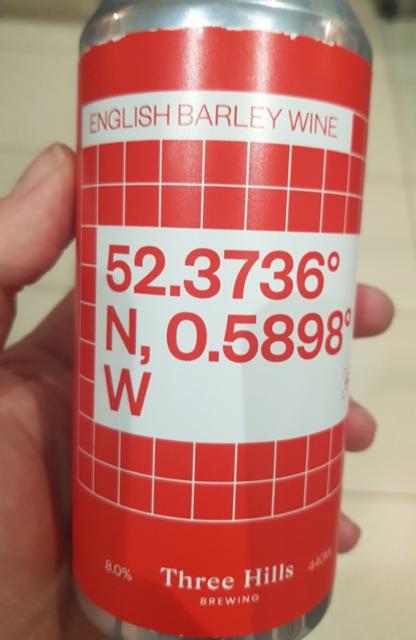 ENGLISH BARLEY WINE
52.3736°
N, 0.5898°
W
8.0% Three Hills 440ML
BREWING